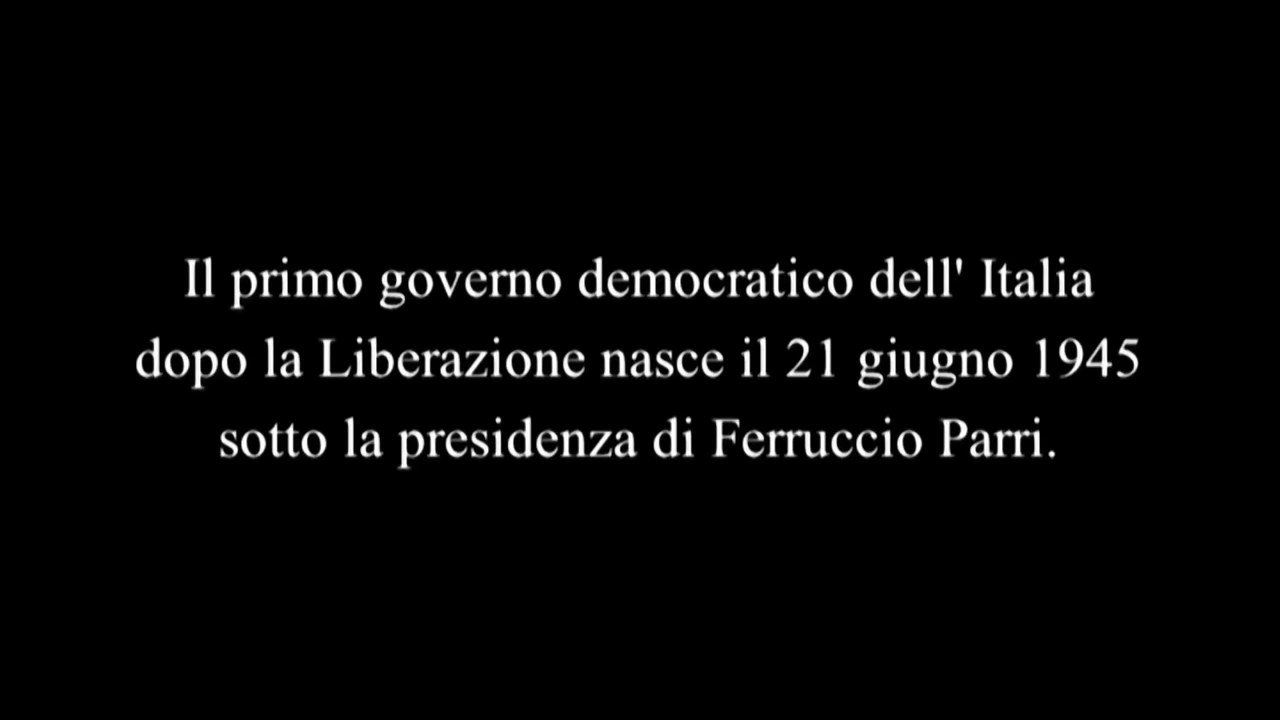 Il primo governo democratico dell' Italia
dopo la Liberazione nasce il 21 giugno 1945
sotto la presidenza di Ferruccio Parri.